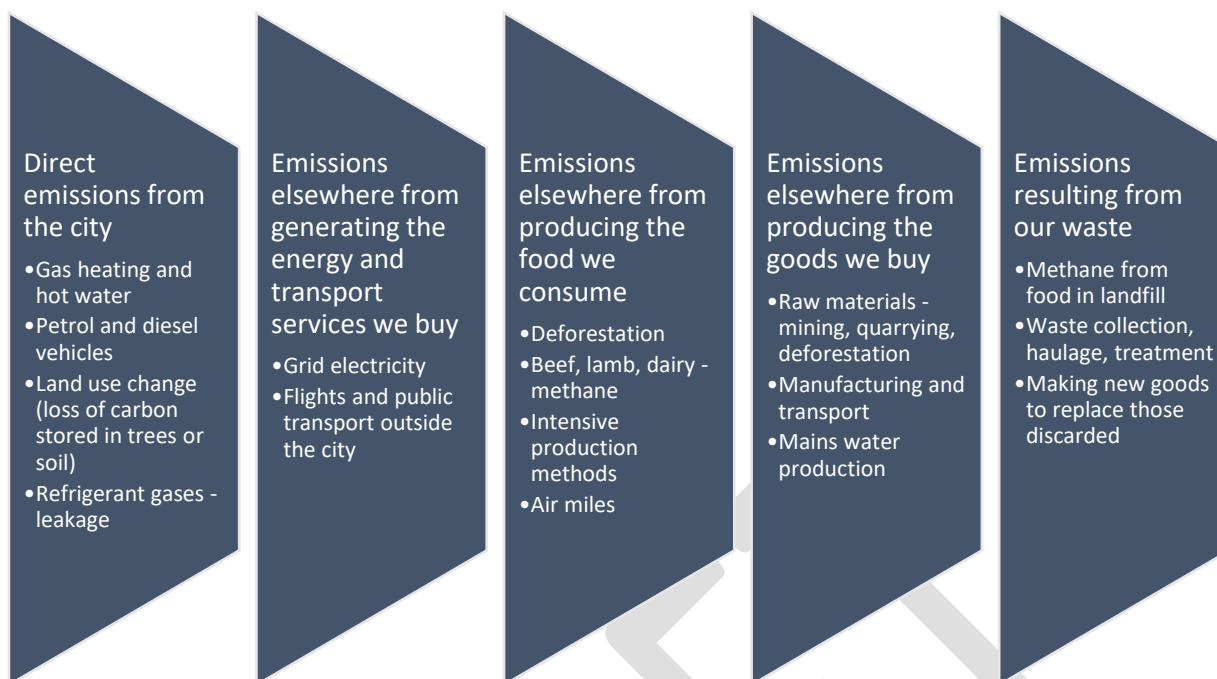 Direct
emissions from
the city
•Gas heating and
hot water
•Petrol and diesel
vehicles
•Land use change
(loss of carbon
stored in trees or
soil)
•Refrigerant gases -
leakage
Emissions
elsewhere from
generating the
energy and
transport
services we buy
•Grid electricity
•Flights and public
transport outside
the city
Emissions
elsewhere from
producing the
food we
consume
•Deforestation
•Beef, lamb, dairy -
methane
•Intensive
production
methods
•Air miles
Emissions
elsewhere from
producing the
goods we buy
•Raw materials -
mining, quarrying,
deforestation
•Manufacturing and
transport
•Mains water
production
Emissions
resulting from
our waste
•Methane from
food in landfill
•Waste collection,
haulage, treatment
•Making new goods
to replace those
discarded